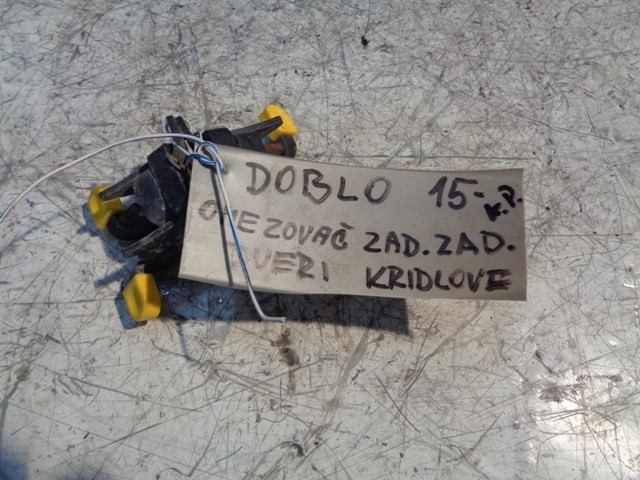 DOBLO 15- K.P.
OMEZOVAČ ZAD. ZAD.
DVERI KRIDLOVE